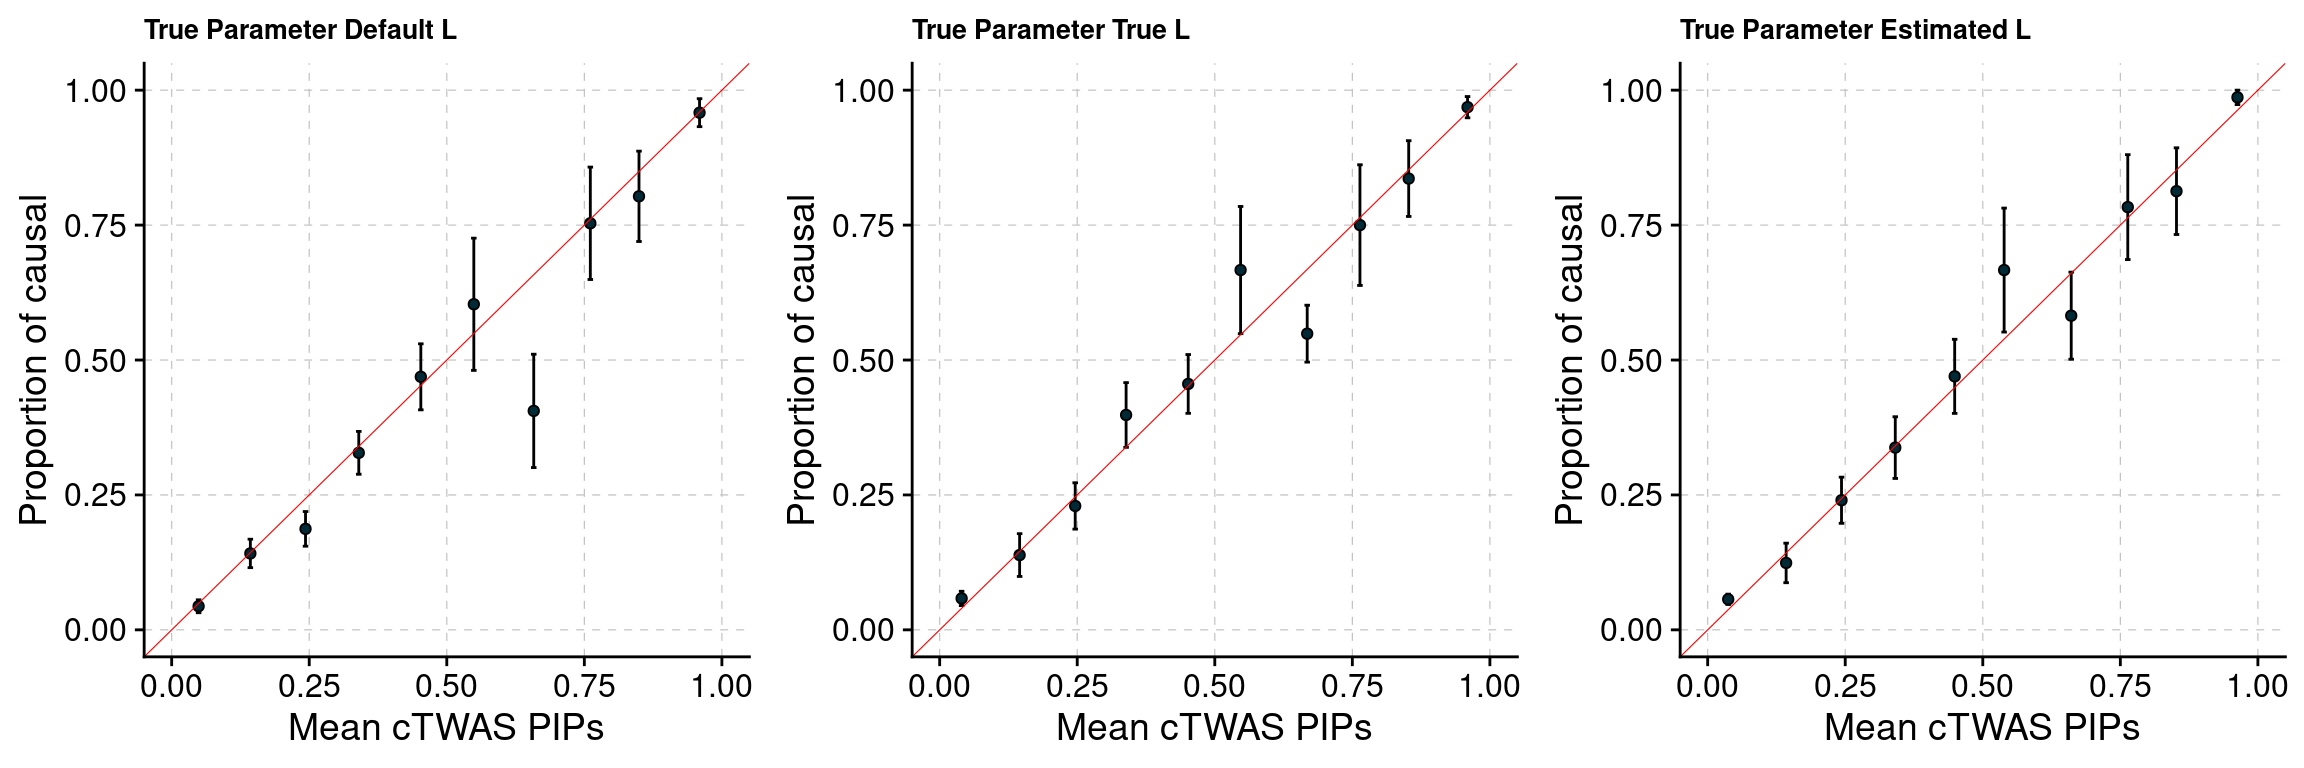 True Parameter Default L
1.00
0.75
0.50
0.25
0.00
Proportion of causal
0.00 0.25 0.50 0.75 1.00
Mean cTWAS PIPs
True Parameter True L
1.00
0.75
0.50
0.25
0.00
Proportion of causal
0.00 0.25 0.50 0.75 1.00
Mean cTWAS PIPs
True Parameter Estimated L
1.00
0.75
0.50
0.25
0.00
Proportion of causal
0.00 0.25 0.50 0.75 1.00
Mean cTWAS PIPs